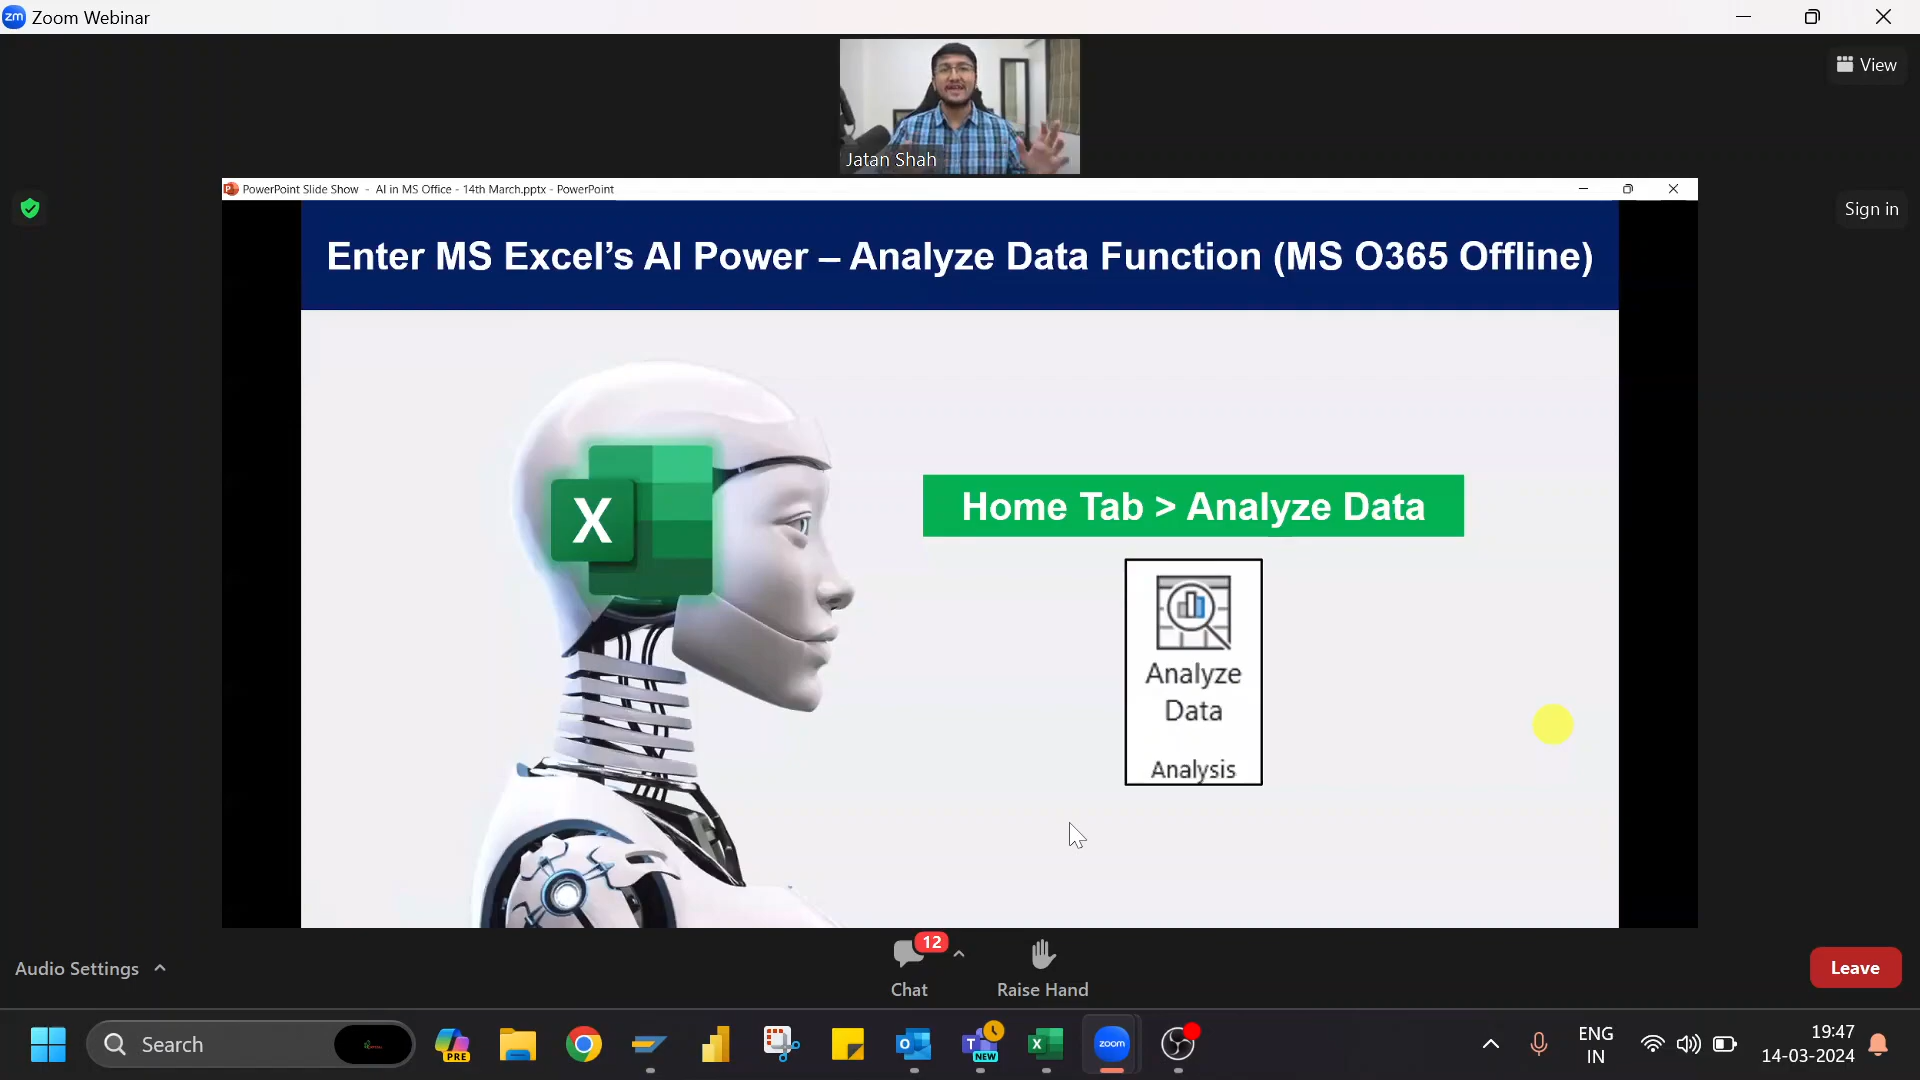 zm Zoom Webinar
View
Jatan Shah
PowerPoint Slide Show - AI in MS Office - 14th March.pptx - PowerPoint
Sign in
Enter MS Excel's AI Power – Analyze Data Function (MS O365 Offline)
X
Home Tab > Analyze Data
Analyze
Data
Analysis
Audio Settings
12
Chat
Raise Hand
Leave
Search
PRE
NEW
zoom
ENG
IN
19:47
14-03-2024